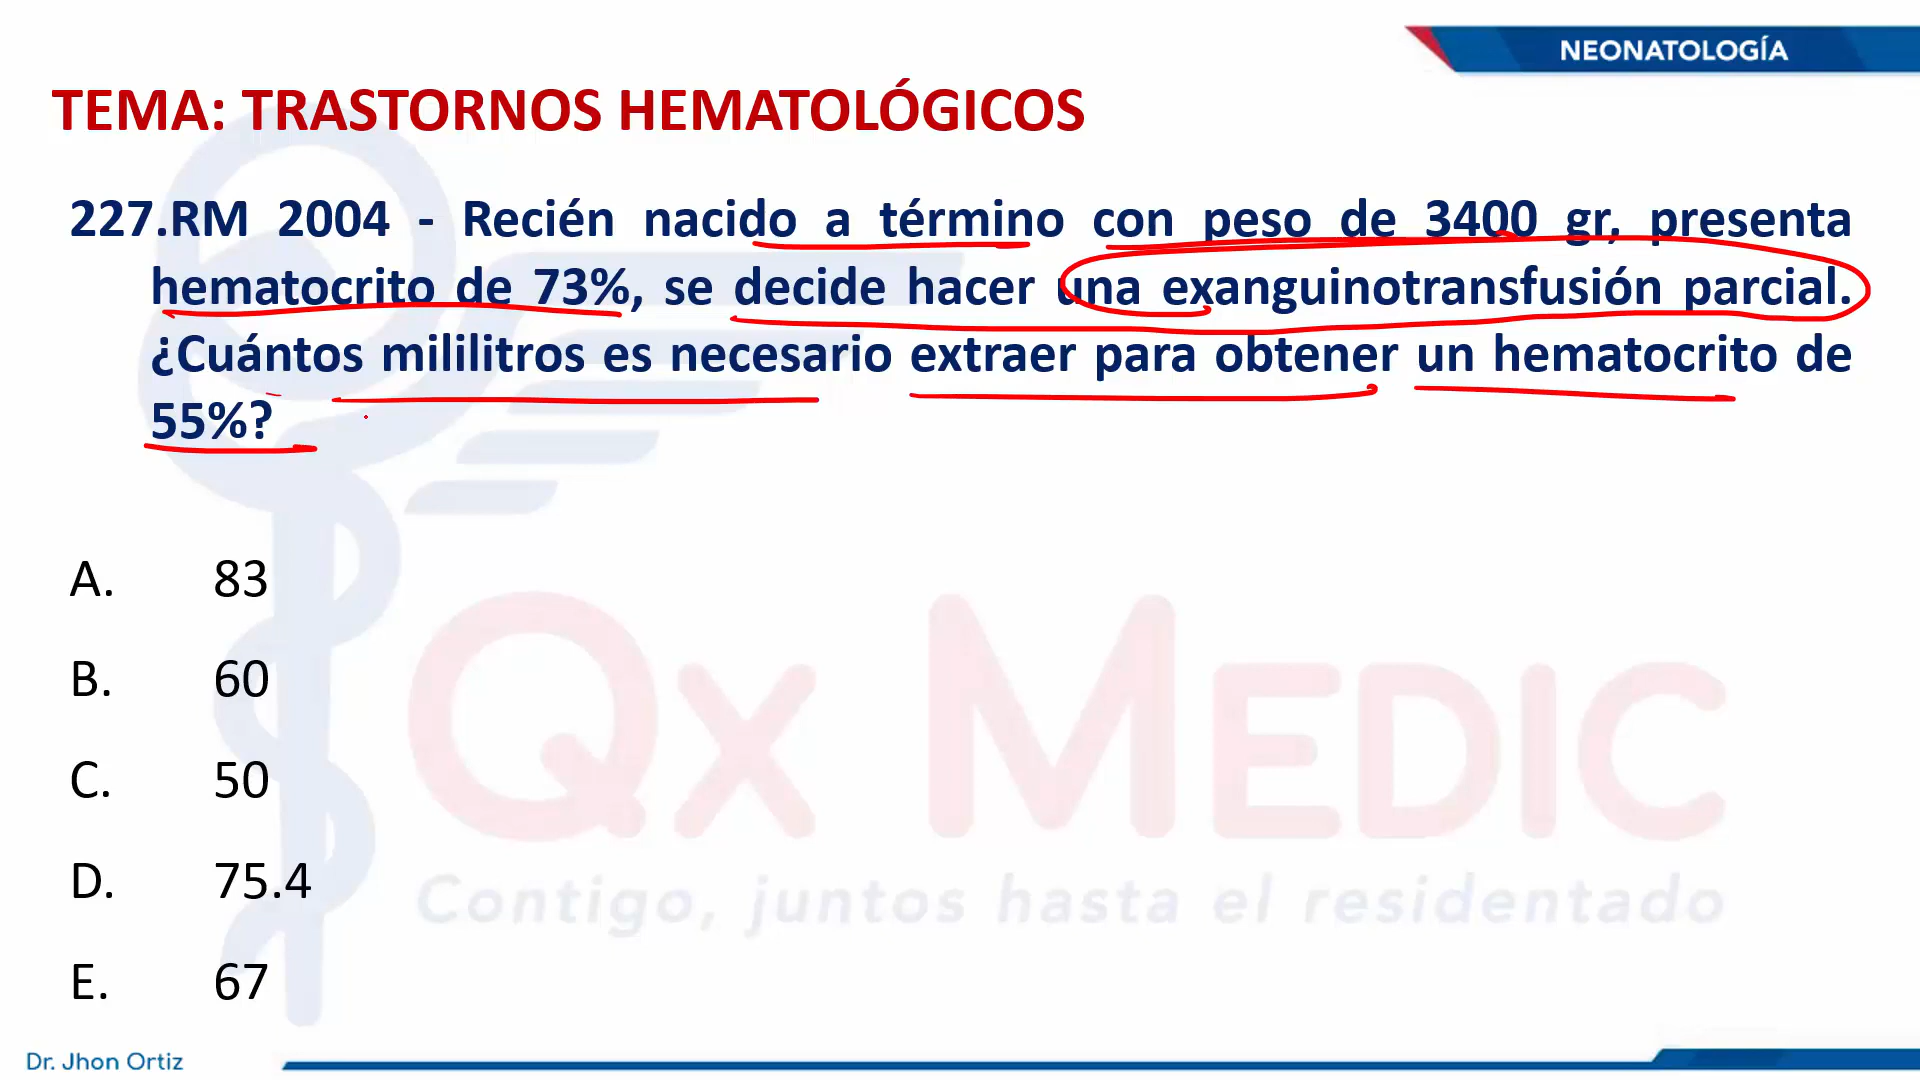 NEONATOLOGÍA
TEMA: TRASTORNOS HEMATOLÓGICOS
227.RM 2004 - Recién nacido a término con peso de 3400 gr, presenta
hematocrito de 73%, se decide hacer una exanguinotransfusión parcial.
¿Cuántos mililitros es necesario extraer para obtener un hematocrito de
55%?
A. 83
B. 60
C. 50
D. 75.4
E. 67
QX MEDIC
Contigo, juntos hasta el residentado
Dr. Jhon Ortiz